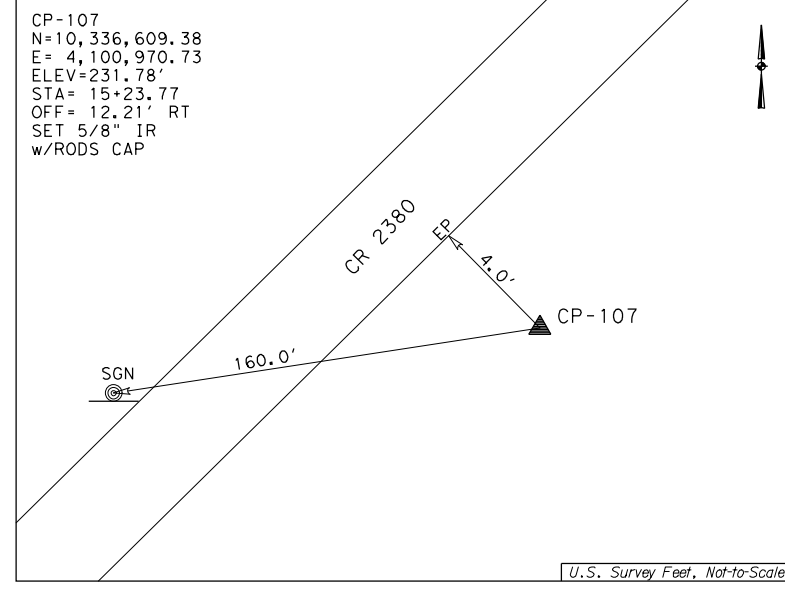 CP-107
N=10,336,609.38
E= 4,100,970.73
ELEV=231.78'
STA= 15+23.77
OFF= 12.21' RT
SET 5/8" IR
w/RODS CAP
CR 2380
EP
4.0'
CP-107
160.0'
SGN
U.S. Survey Feet, Not-to-Scale